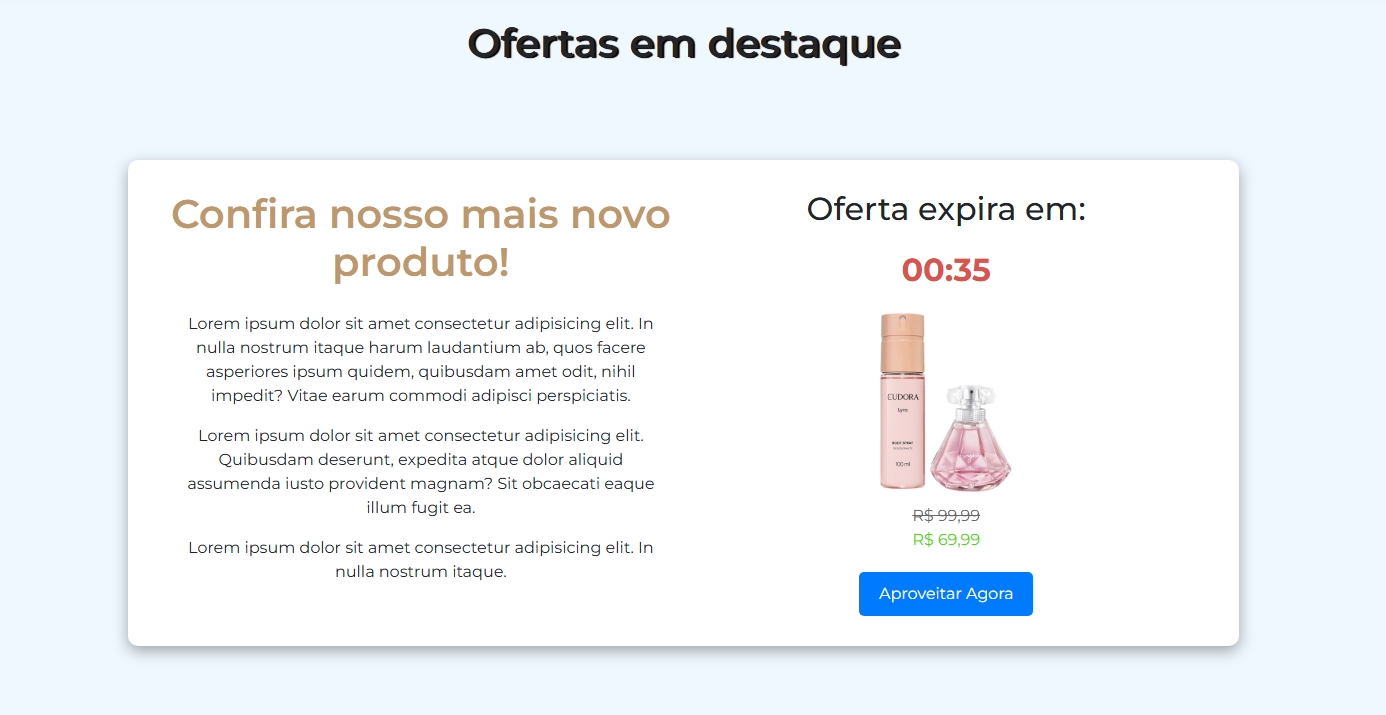 Ofertas em destaque
Confira nosso mais novo
produto!
Lorem ipsum dolor sit amet consectetur adipisicing elit. In
nulla nostrum itaque harum laudantium ab, quos facere
asperiores ipsum quidem, quibusdam amet odit, nihil
impedit? Vitae earum commodi adipisci perspiciatis.
Lorem ipsum dolor sit amet consectetur adipisicing elit.
Quibusdam deserunt, expedita atque dolor aliquid
assumenda iusto provident magnam? Sit obcaecati eaque
illum fugit ea.
Lorem ipsum dolor sit amet consectetur adipisicing elit. In
nulla nostrum itaque.
Oferta expira em:
00:35
EUDORA
Lyra
BODY SPRAY
100 ml
R$ 99,99
R$ 69,99
Aproveitar Agora